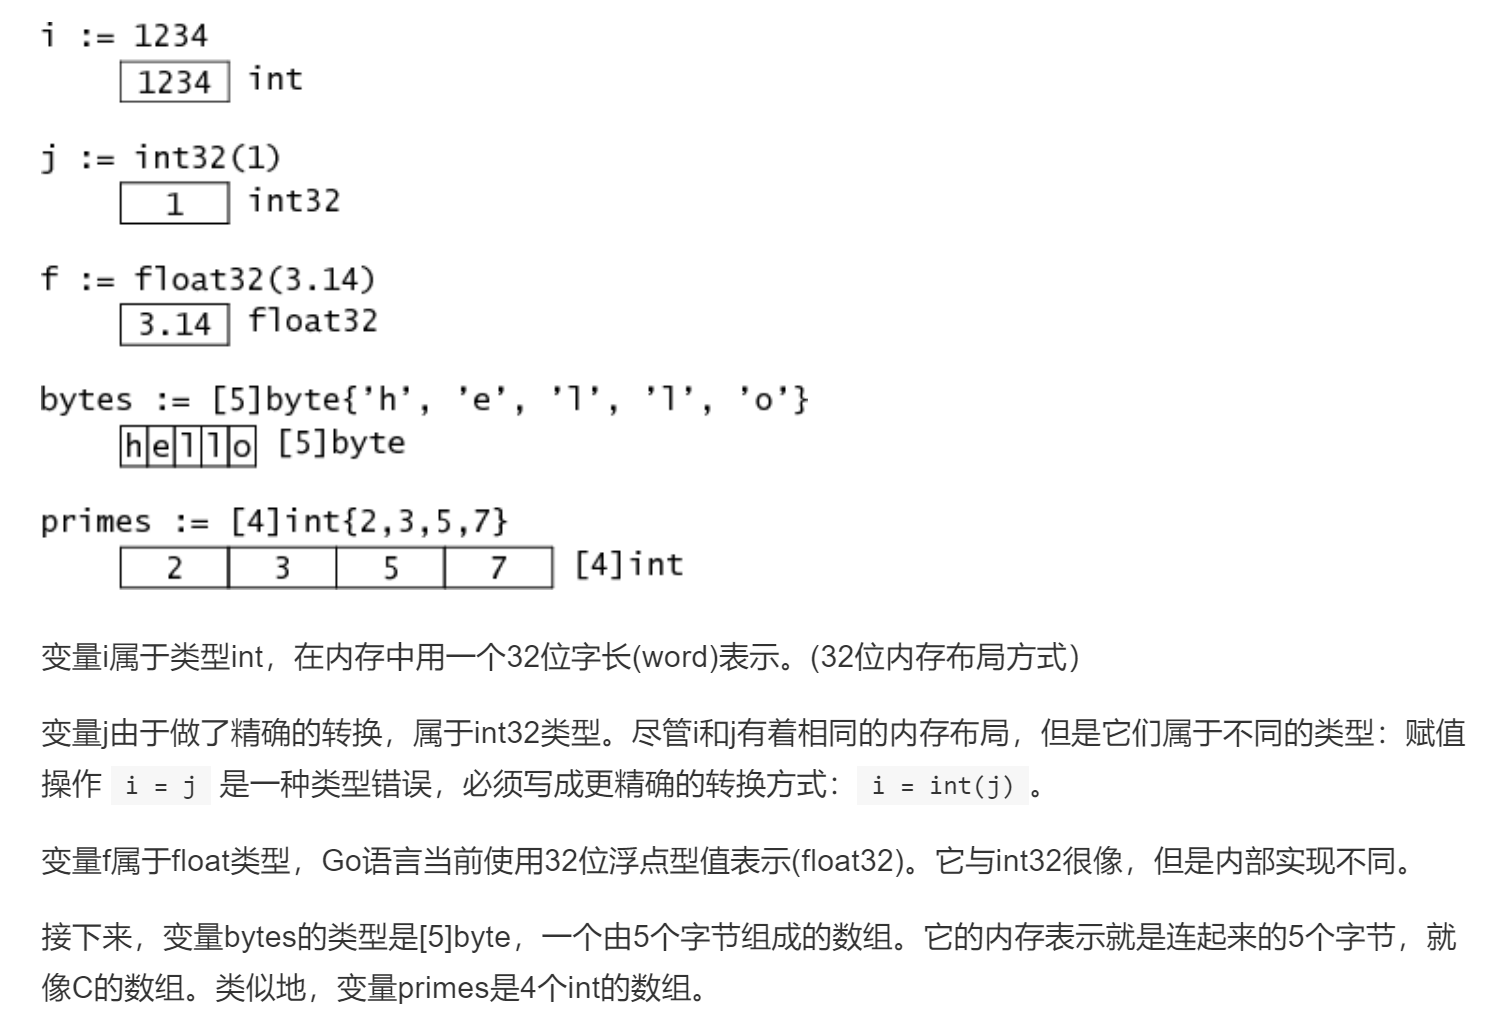 i := 1234
1234 int
j := int32(1)
1 int32
f := float32(3.14)
3.14 float32
bytes := [5]byte{’h’, ’e’, ’l’, ’l’, ’o’}
h e l l o [5]byte
primes := [4]int{2,3,5,7}
2 3 5 7 [4]int
变量i属于类型int，在内存中用一个32位字长(word)表示。(32位内存布局方式）
变量j由于做了精确的转换，属于int32类型。尽管i和j有着相同的内存布局，但是它们属于不同的类型：赋值
操作 i = j 是一种类型错误，必须写成更精确的转换方式： i = int(j) 。
变量f属于float类型，Go语言当前使用32位浮点型值表示(float32)。它与int32很像，但是内部实现不同。
接下来，变量bytes的类型是[5]byte，一个由5个字节组成的数组。它的内存表示就是连起来的5个字节，就
像C的数组。类似地，变量primes是4个int的数组。